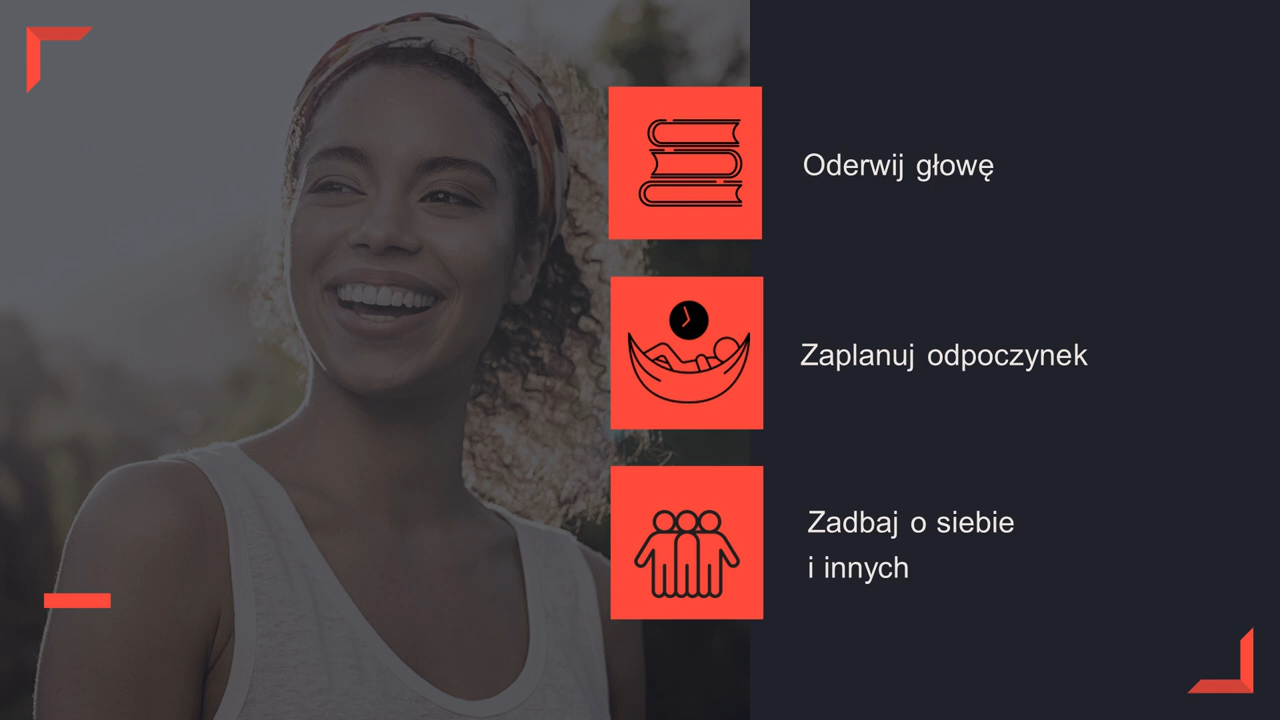 Oderwij głowę
Zaplanuj odpoczynek
Zadbaj o siebie
i innych